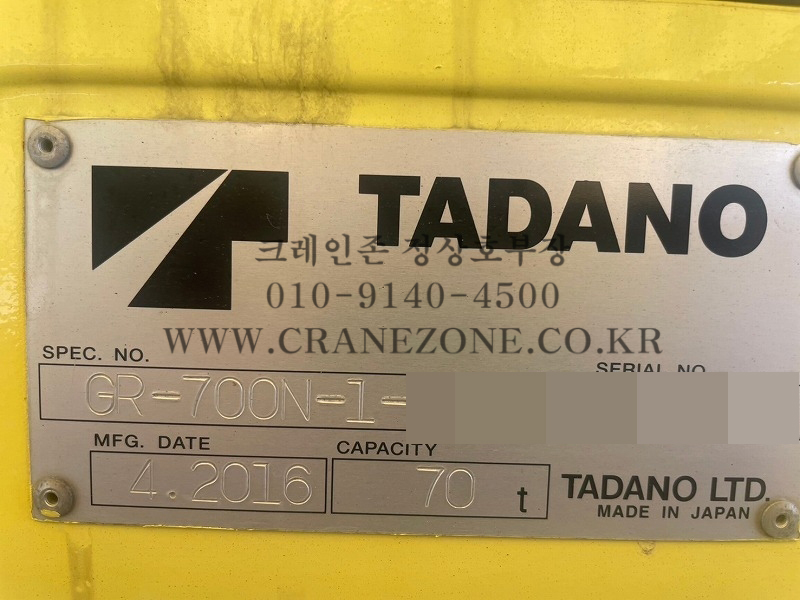 TADANO
크레인존 정상호부장
010-9140-4500
WWW.CRANEZONE.CO.KR
SPEC. NO. SERIAL NO.
GR-700N-1-
MFG. DATE CAPACITY
4.2016 70 t TADANO LTD.
MADE IN JAPAN